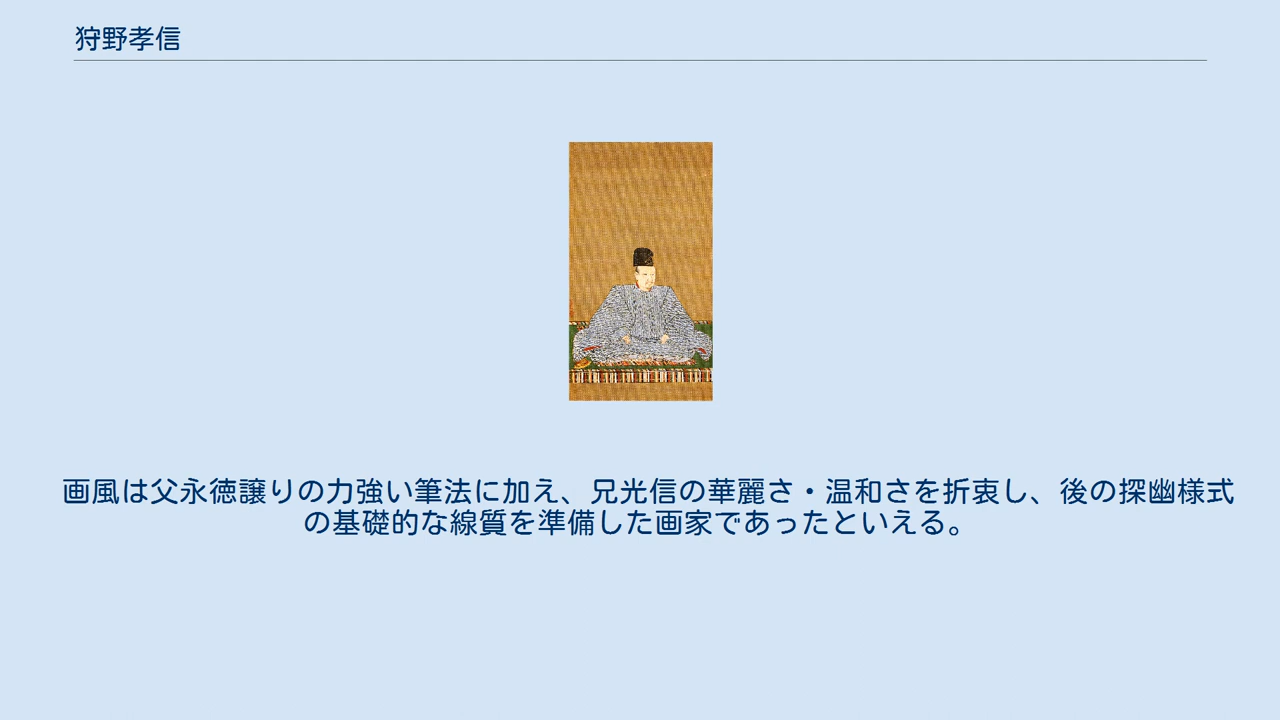 狩野孝信
画風は父永徳譲りの力強い筆法に加え、兄光信の華麗さ・温和さを折衷し、後の探幽様式
の基礎的な線質を準備した画家であったといえる。